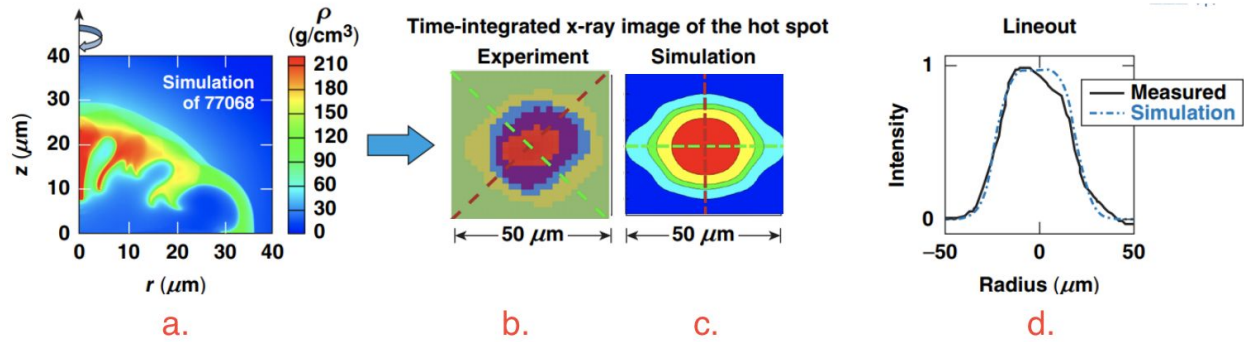 Time-integrated x-ray image of the hot spot
ρ
(g/cm³)
Simulation
of 77068
40
30
20
10
0
z (μm)
0 10 20 30 40
r (μm)
210
180
150
120
90
60
30
0
Experiment
Simulation
50 μm
50 μm
Lineout
Measured
Simulation
1
0
Intensity
–50 0 50
Radius (μm)
a.
b.
c.
d.